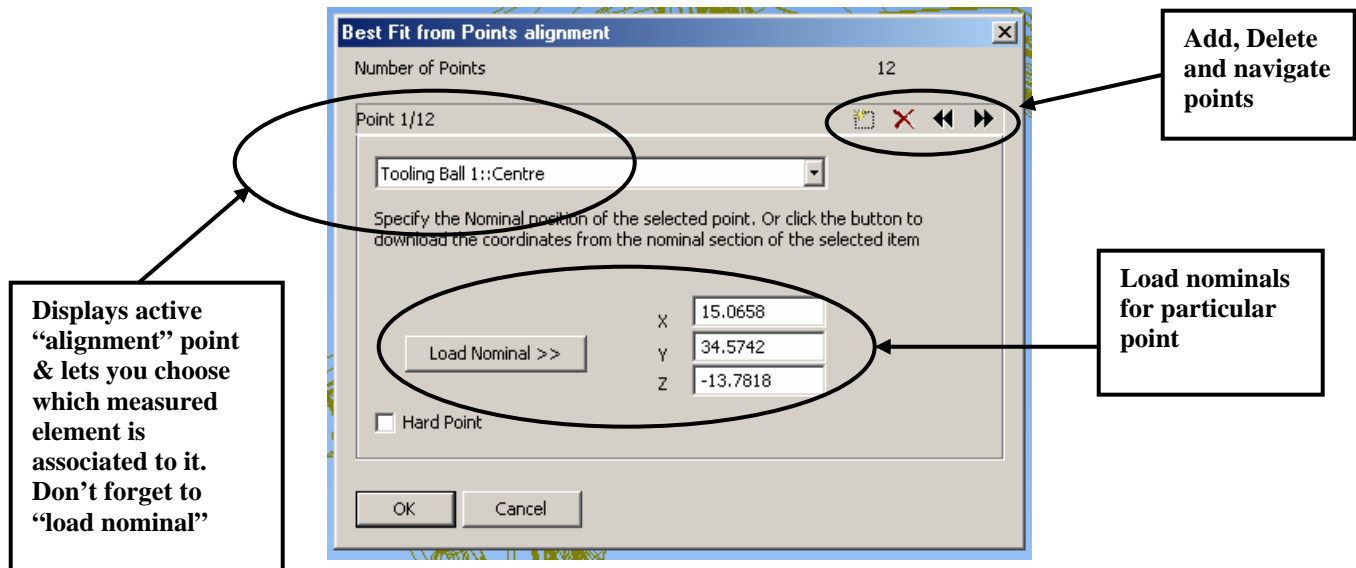 Best Fit from Points alignment
Number of Points 12
Point 1/12
Tooling Ball 1::Centre
Specify the Nominal position of the selected point. Or click the button to
download the coordinates from the nominal section of the selected item
Load Nominal >>
X 15.0658
Y 34.5742
Z -13.7818
Hard Point
OK Cancel
Add, Delete
and navigate
points
Load nominals
for particular
point
Displays active
“alignment” point
& lets you choose
which measured
element is
associated to it.
Don’t forget to
“load nominal”